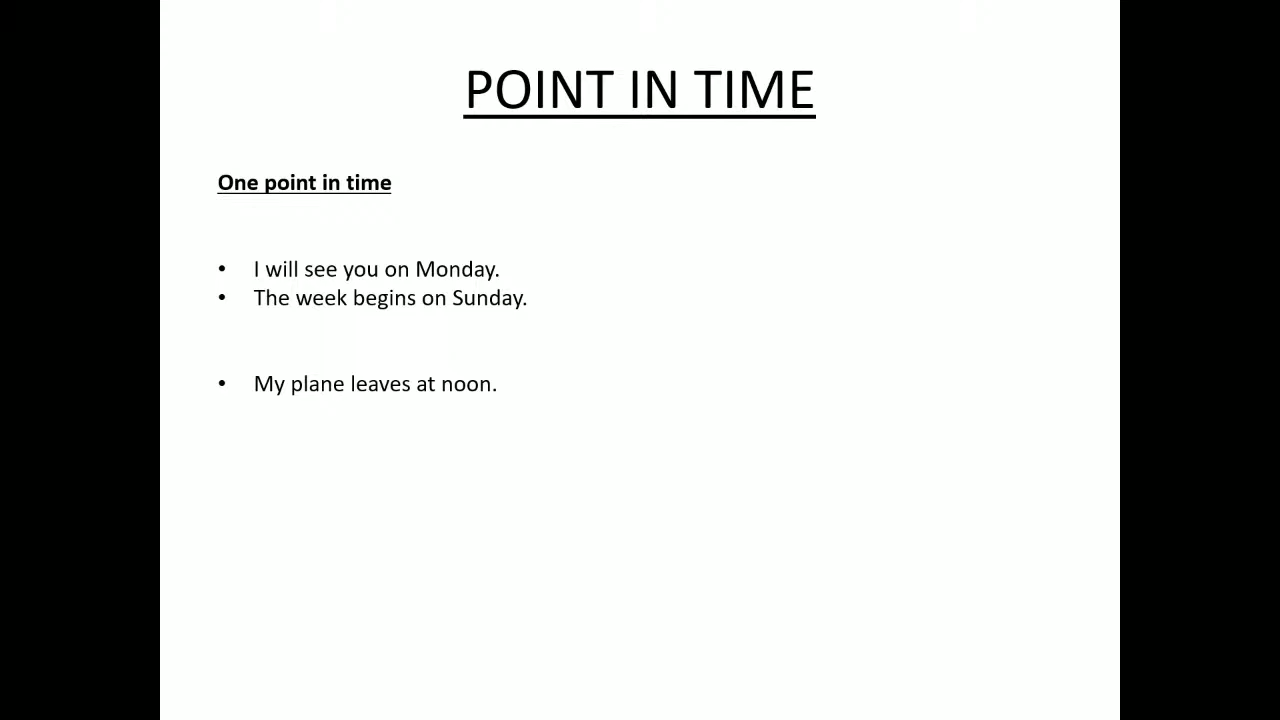 POINT IN TIME
One point in time
• I will see you on Monday.
• The week begins on Sunday.
• My plane leaves at noon.